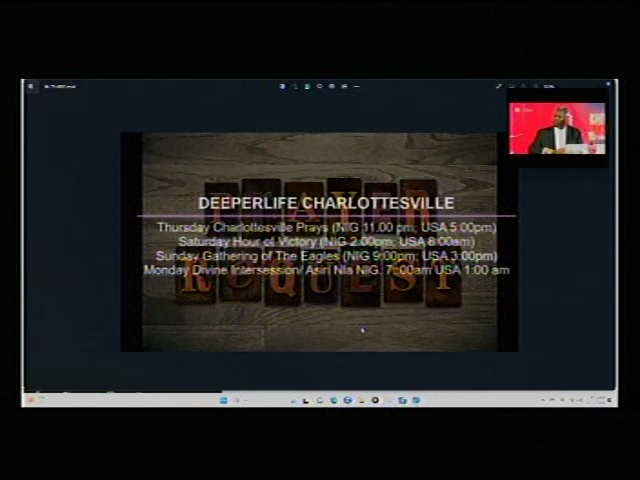 DEEPERLIFE CHARLOTTESVILLE
Thursday Charlottesville Prays (NIG 11.00 pm; USA 5:00pm)
Saturday Hour of Victory (NIG 2:00pm; USA 8:00am)
Sunday Gathering of The Eagles (NIG 9:00pm; USA 3:00pm)
Monday Divine Intersession/ Asiri Nla NIG. 7:00am USA 1:00 am
PRAYER
REQUEST